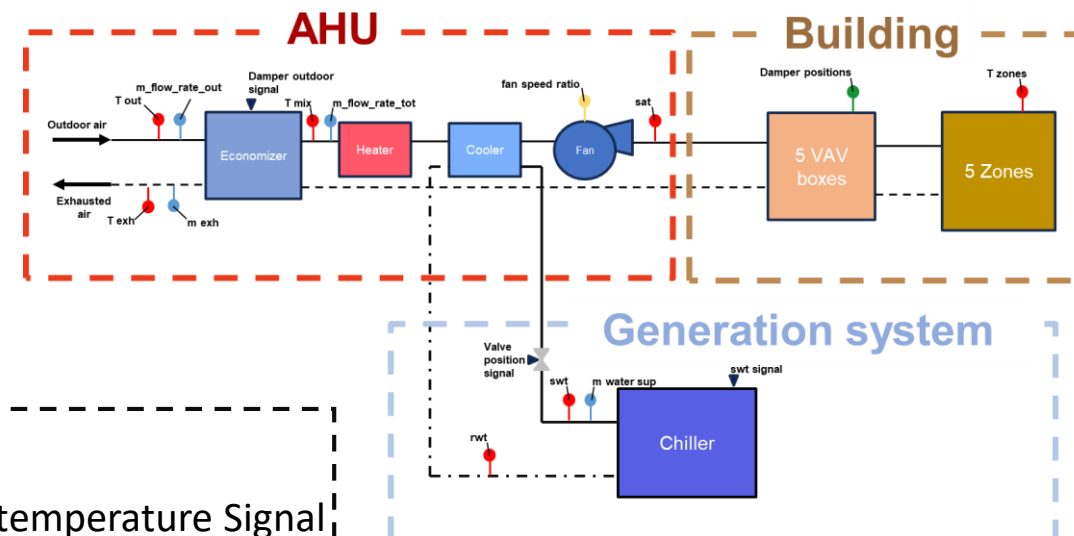 AHU
Building
Damper outdoor
signal
m_flow_rate_out
T out
T mix
m_flow_rate_tot
fan speed ratio
sat
Damper positions
T zones
Outdoor air
Economizer
Heater
Cooler
Fan
5 VAV
boxes
5 Zones
Exhausted
air
T exh
m exh
Generation system
Valve
position
signal
swt
m water sup
swt signal
rwt
Chiller
temperature Signal